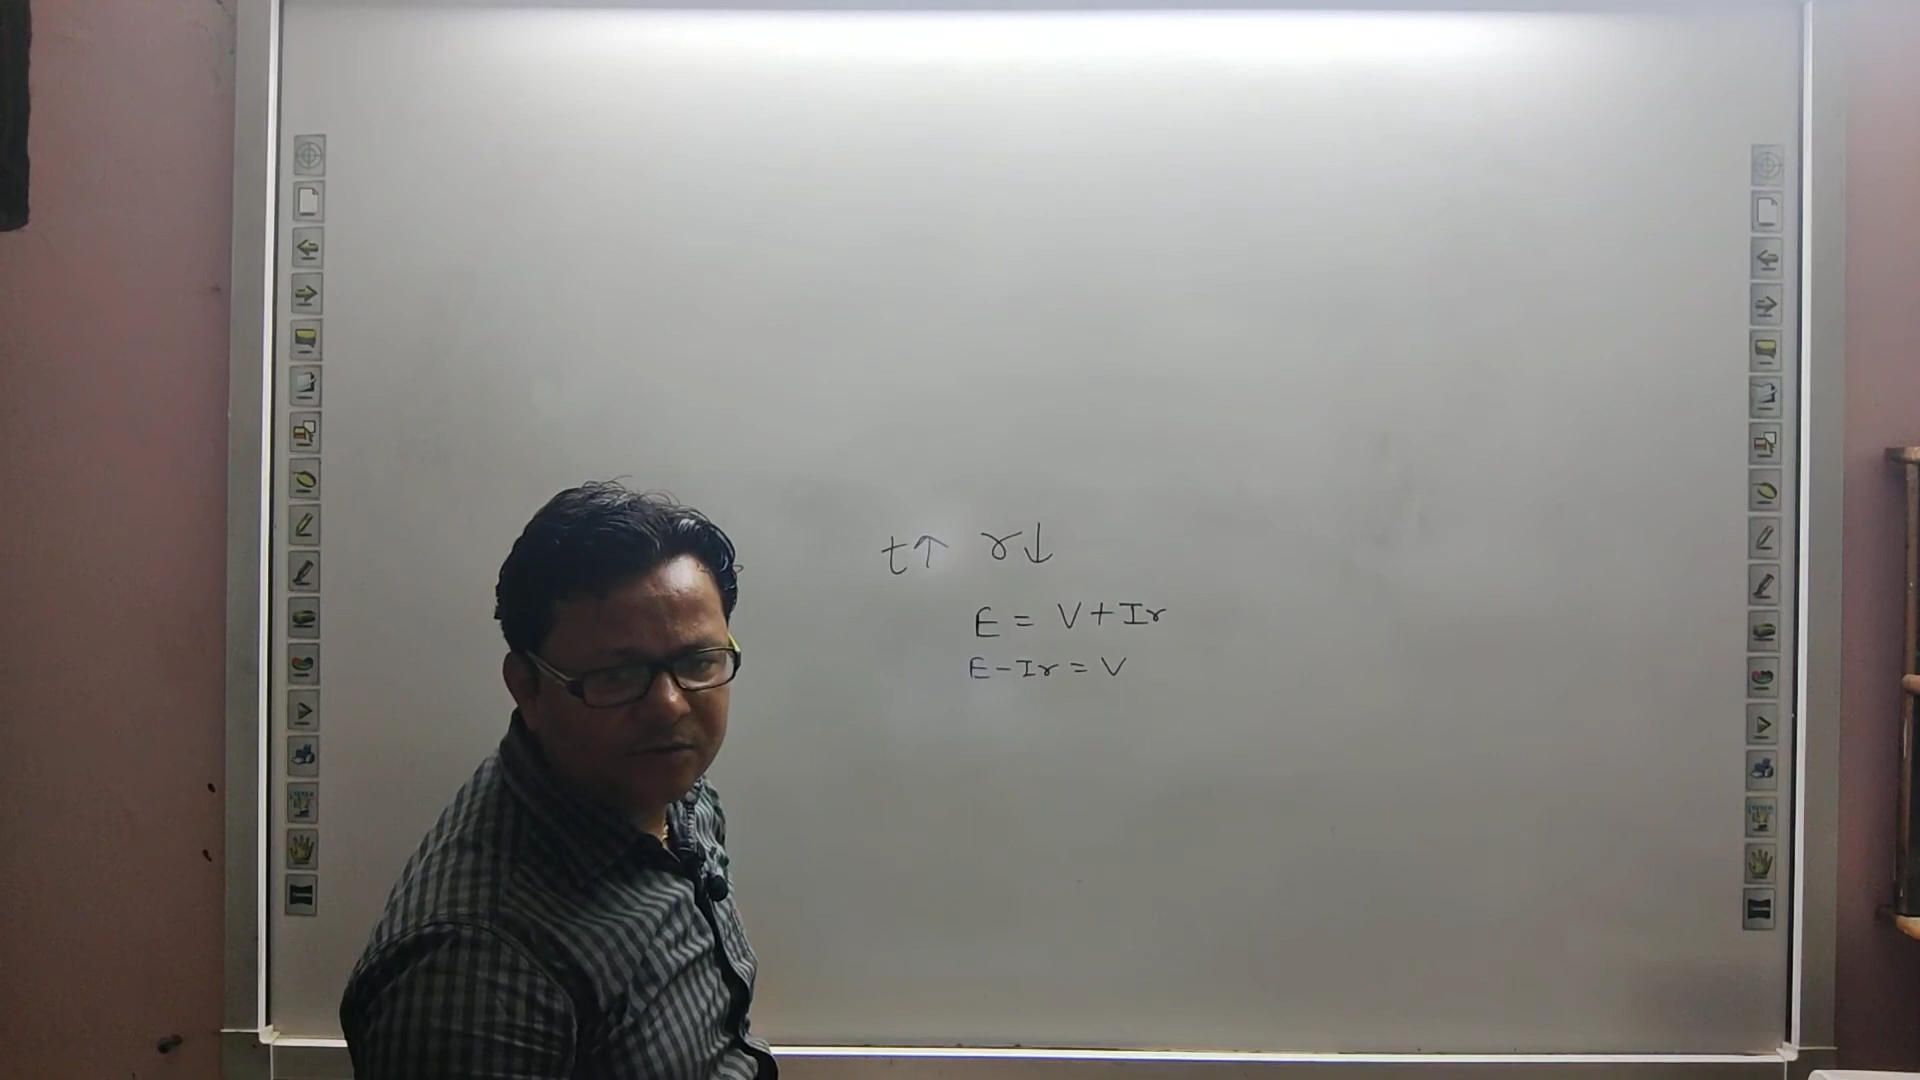 t↑ r↓
E = V+Ir
E-Ir = V